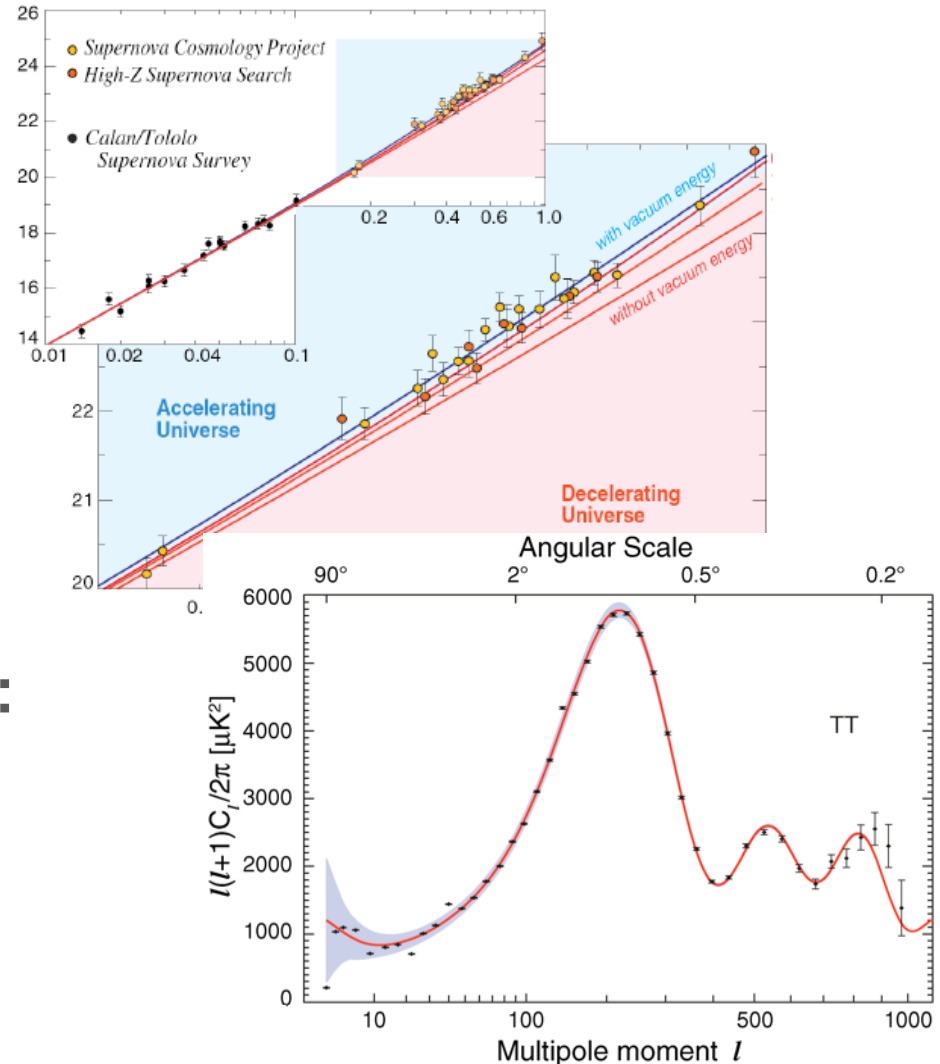 26
24
22
20
18
16
14
Supernova Cosmology Project
High-Z Supernova Search
Calan/Tololo
Supernova Survey
0.2 0.4 0.6 1.0
0.01 0.02 0.04 0.1
with vacuum energy
without vacuum energy
Accelerating
Universe
Decelerating
Universe
22
21
20
0.
Angular Scale
90° 2° 0.5° 0.2°
6000
5000
4000
3000
2000
1000
0
l(l+1)Cₗ/2π [μK²]
TT
10 100 500 1000
Multipole moment l
: